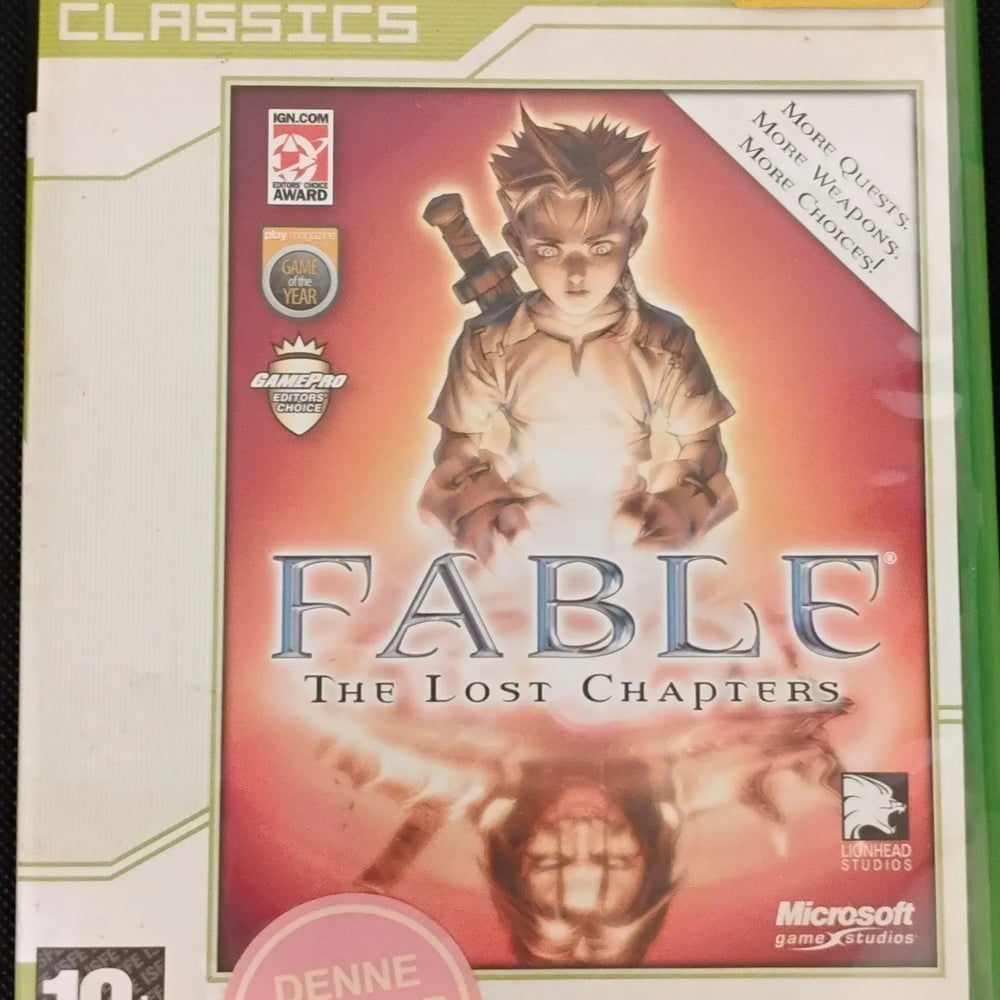 CLASSICS
IGN.COM
EDITORS' CHOICE
AWARD
play magazine
GAME
of the
YEAR
GAMEPRO
EDITORS'
CHOICE
More Quests,
More Weapons,
More Choices!
FABLE®
The Lost Chapters
LIONHEAD
STUDIOS
Microsoft
game studios
DENNE